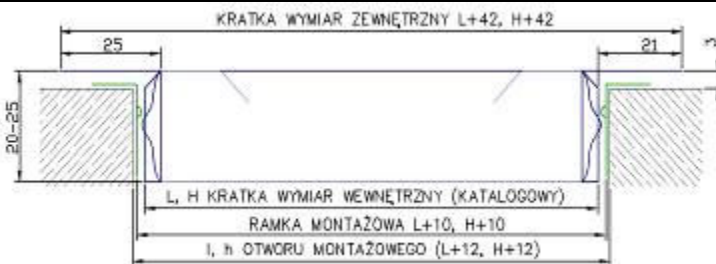 KRATKA WYMIAR ZEWNĘTRZNY L+42, H+42
25
21
3
20-25
L, H KRATKA WYMIAR WEWNĘTRZNY (KATALOGOWY)
RAMKA MONTAŻOWA L+10, H+10
l, h OTWORU MONTAŻOWEGO (L+12, H+12)